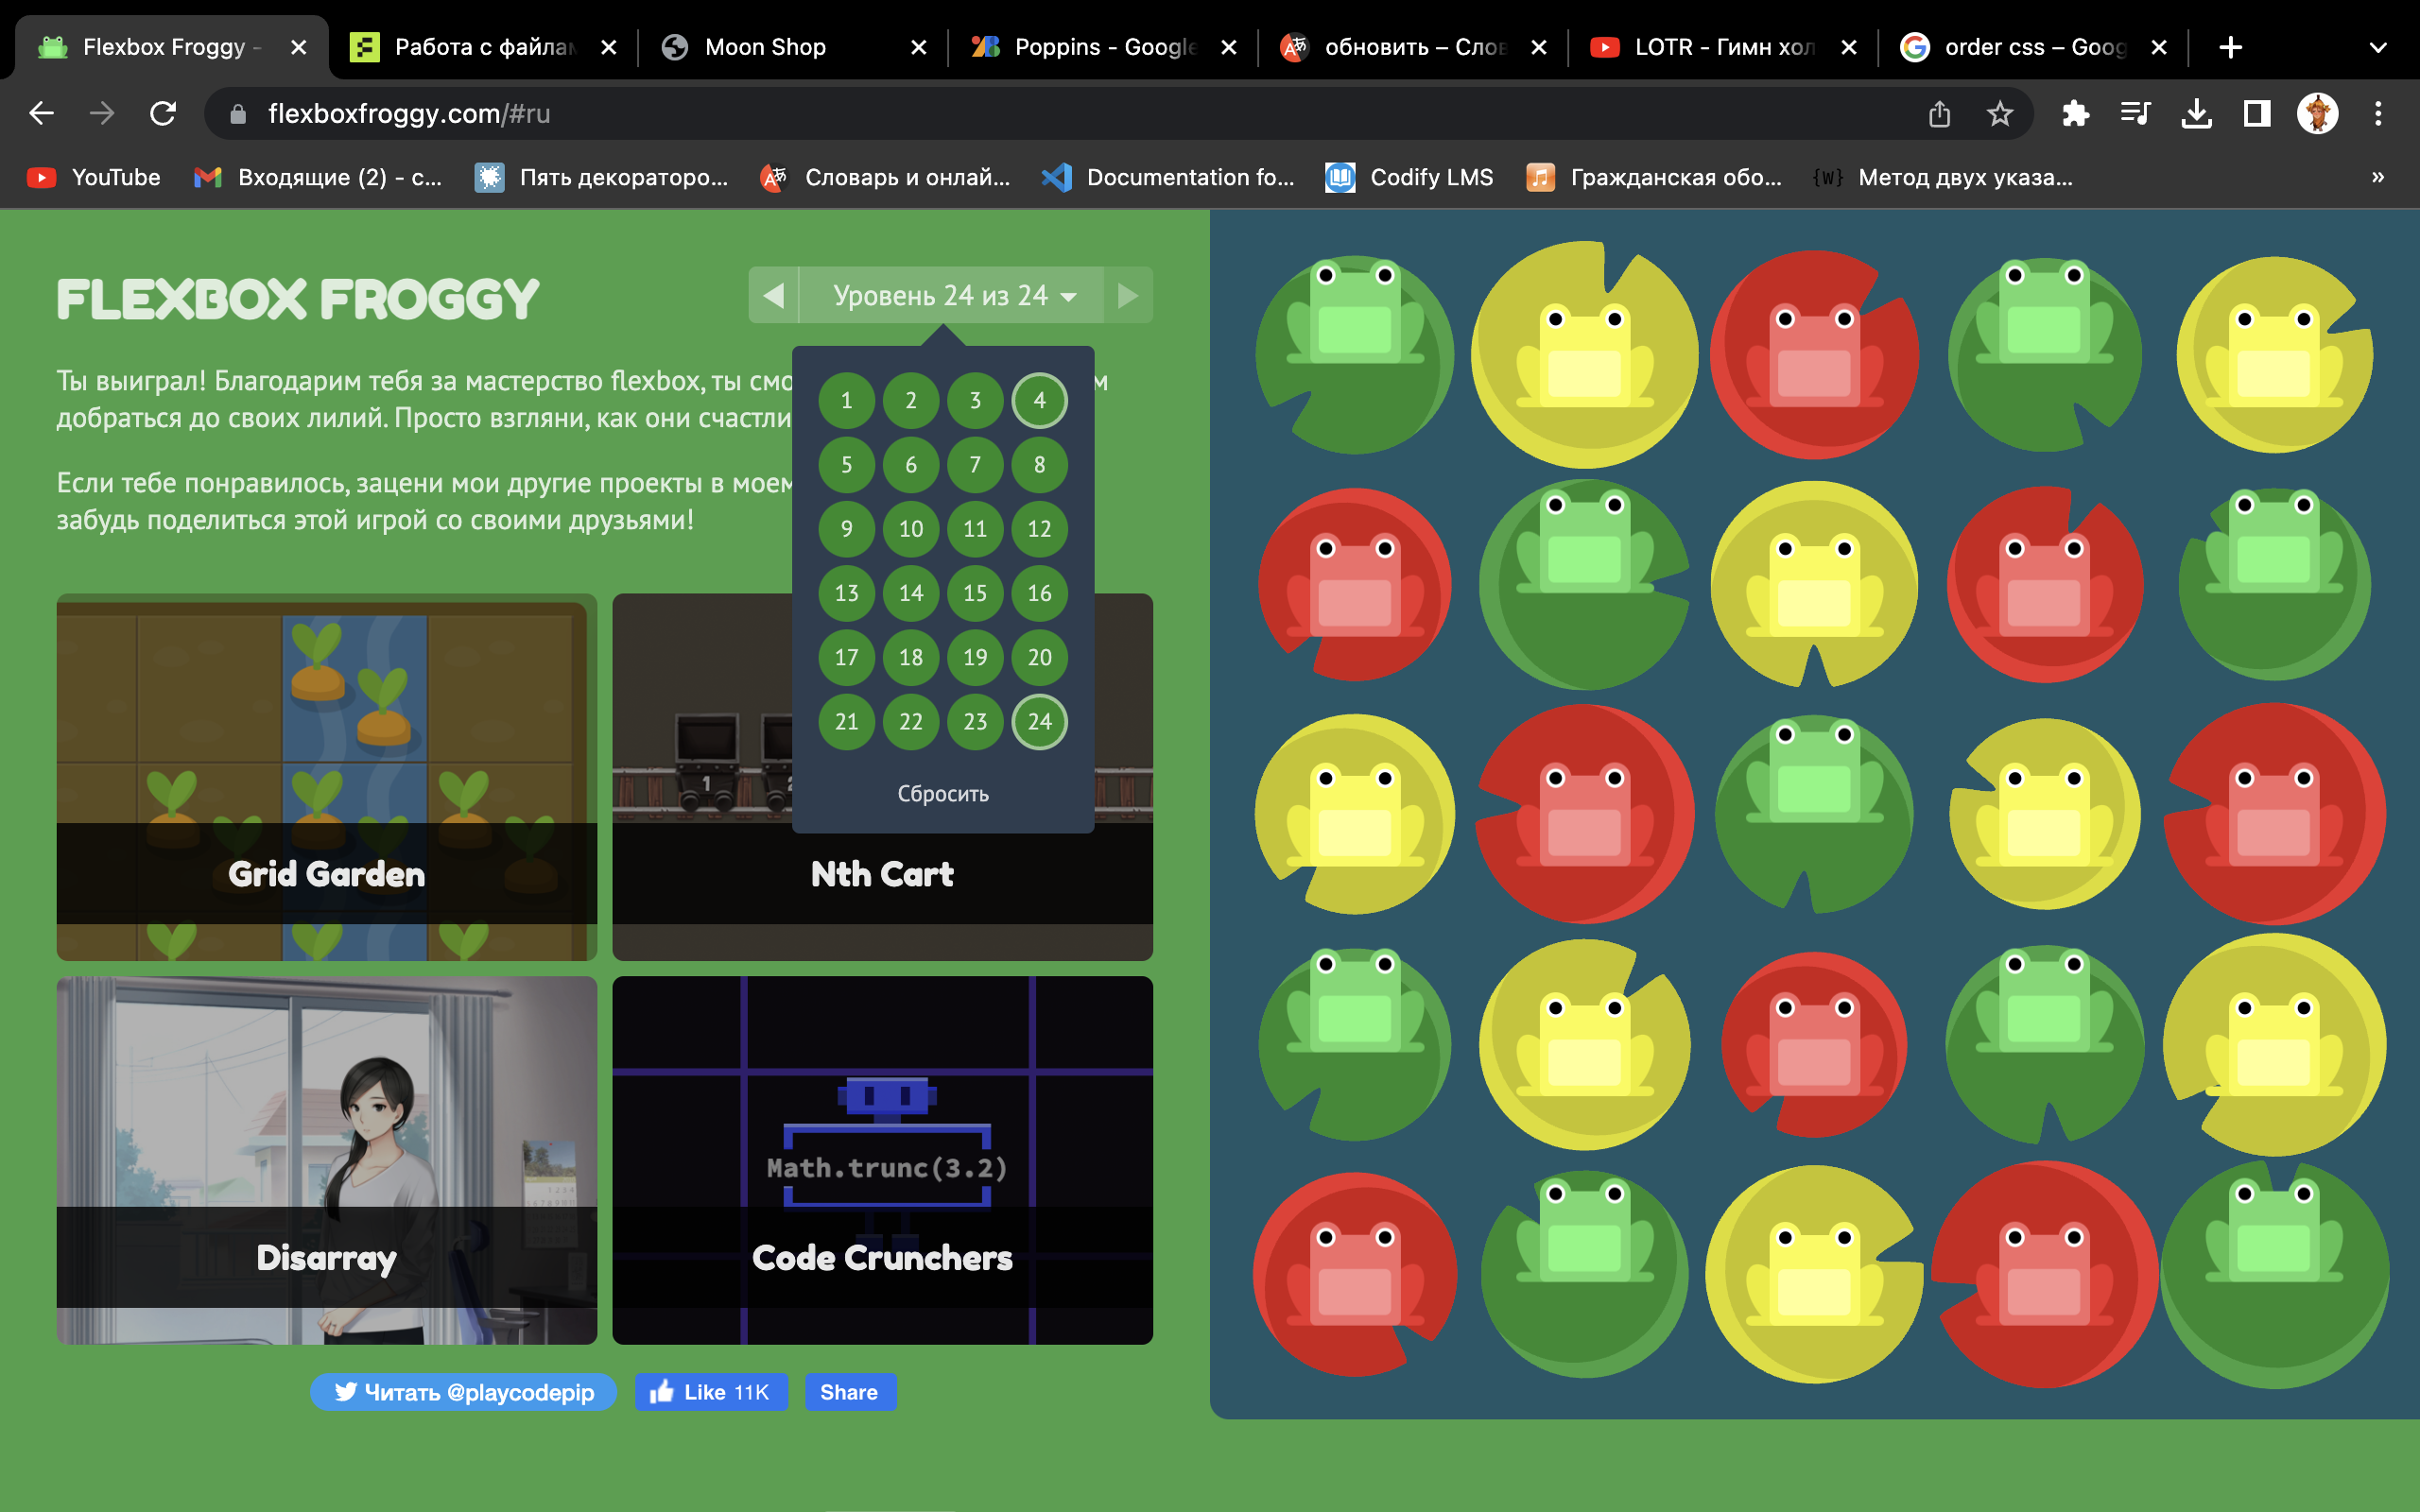 Flexbox Froggy -
Работа с файлам
Moon Shop
Poppins - Google
обновить – Слов
LOTR - Гимн хол
order css – Goog
flexboxfroggy.com/#ru
YouTube
Входящие (2) - с...
Пять декораторо...
Словарь и онлай...
Documentation fo...
Codify LMS
Гражданская обо...
{W} Метод двух указа...
»
FLEXBOX FROGGY
Уровень 24 из 24
Ты выиграл! Благодарим тебя за мастерство flexbox, ты смо м
добраться до своих лилий. Просто взгляни, как они счастли
Если тебе понравилось, зацени мои другие проекты в моем
забудь поделиться этой игрой со своими друзьями!
1 2 3 4
5 6 7 8
9 10 11 12
13 14 15 16
17 18 19 20
21 22 23 24
Сбросить
1
Grid Garden
Nth Cart
Math.trunc(3.2)
Disarray
Code Crunchers
Читать @playcodepip
Like 11K
Share